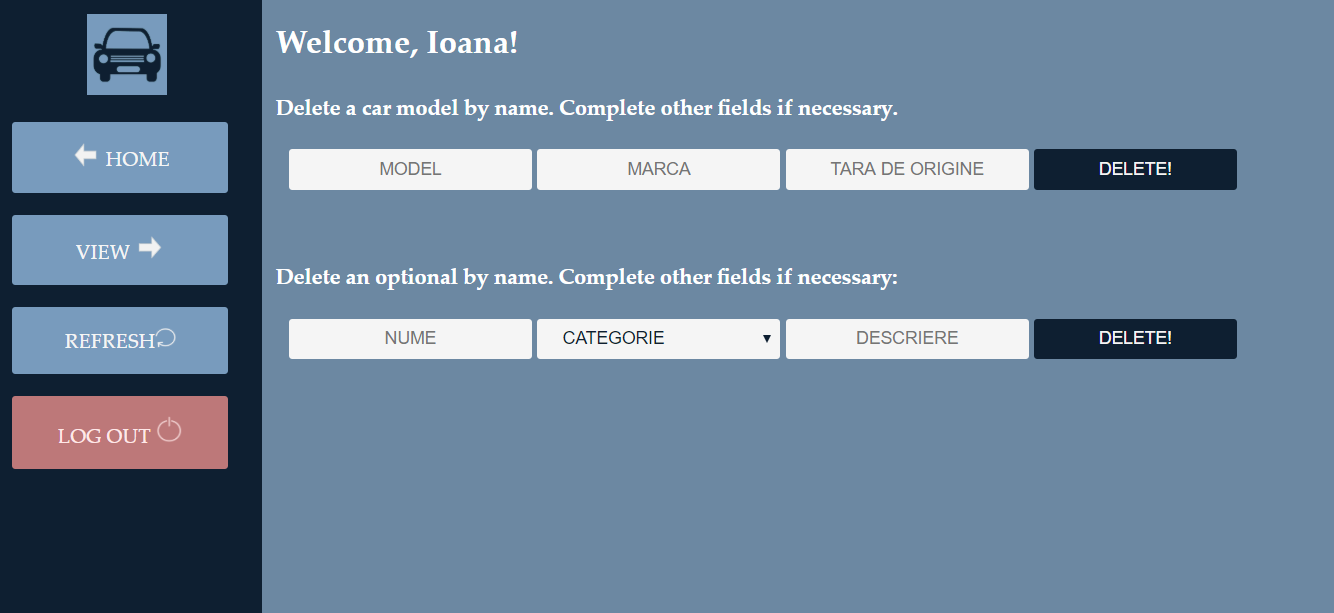 Welcome, Ioana!
Delete a car model by name. Complete other fields if necessary.
MODEL MARCA TARA DE ORIGINE DELETE!
Delete an optional by name. Complete other fields if necessary:
NUME CATEGORIE DESCRIERE DELETE!
HOME
VIEW
REFRESH
LOG OUT